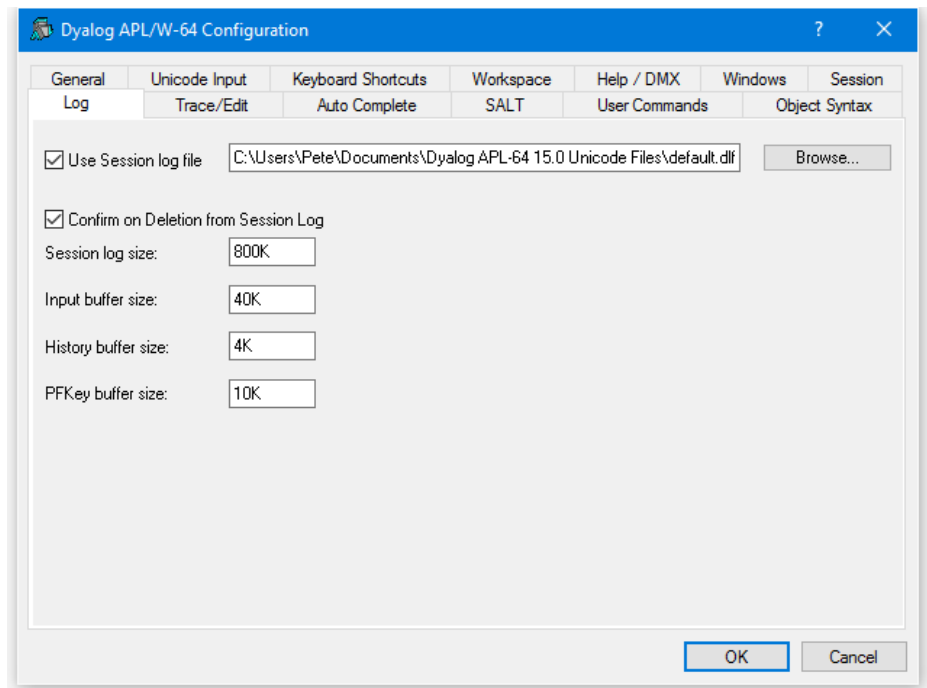 Dyalog APL/W-64 Configuration ?
General Unicode Input Keyboard Shortcuts Workspace Help / DMX Windows Session
Log Trace/Edit Auto Complete SALT User Commands Object Syntax
Use Session log file C:\Users\Pete\Documents\Dyalog APL-64 15.0 Unicode Files\default.dlf Browse...
Confirm on Deletion from Session Log
Session log size: 800K
Input buffer size: 40K
History buffer size: 4K
PFKey buffer size: 10K
OK Cancel